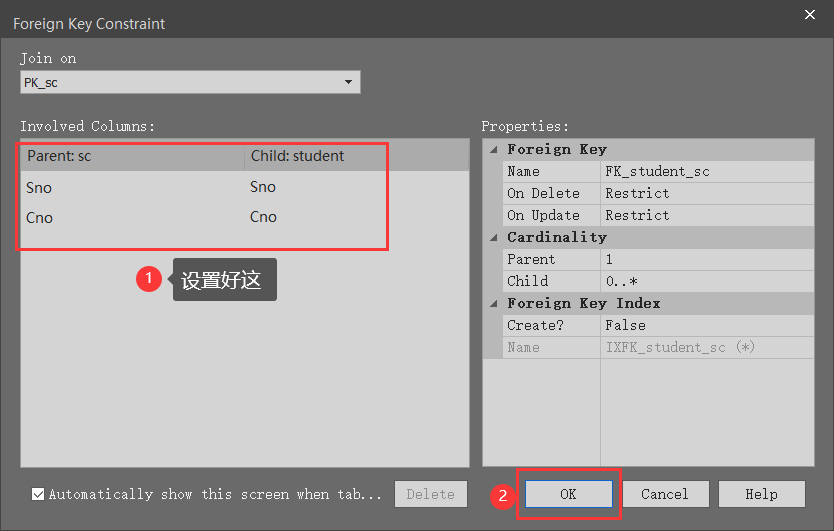 Foreign Key Constraint
Join on
PK_sc
Involved Columns:
Parent: sc Child: student
Sno Sno
Cno Cno
1 设置好这
Properties:
Foreign Key
Name FK_student_sc
On Delete Restrict
On Update Restrict
Cardinality
Parent 1
Child 0..*
Foreign Key Index
Create? False
Name IXFK_student_sc (*)
Automatically show this screen when tab...
Delete
2
OK
Cancel
Help